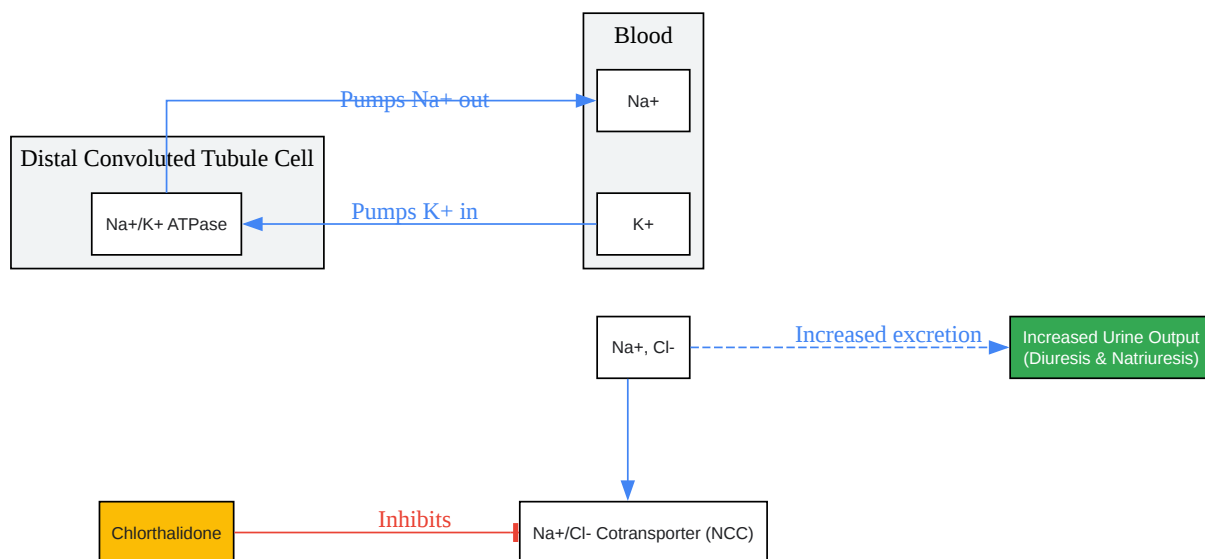 Blood
Pumps Na+ out
Na+
Distal Convoluted Tubule Cell
Na+/K+ ATPase
Pumps K+ in
K+
Na+, Cl-
Increased excretion
Increased Urine Output
(Diuresis & Natriuresis)
Chlorthalidone
Inhibits
Na+/Cl- Cotransporter (NCC)